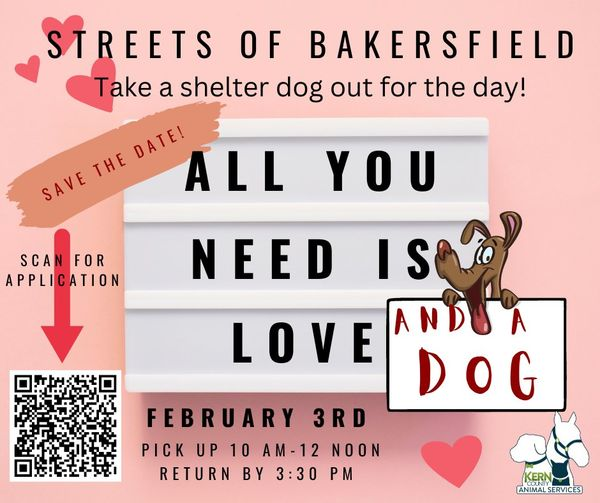 STREETS OF BAKERSFIELD
Take a shelter dog out for the day!
SAVE THE DATE!
ALL YOU
NEED IS
LOVE
AND A
DOG
SCAN FOR
APPLICATION
FEBRUARY 3RD
PICK UP 10 AM-12 NOON
RETURN BY 3:30 PM
KERN
COUNTY
ANIMAL SERVICES